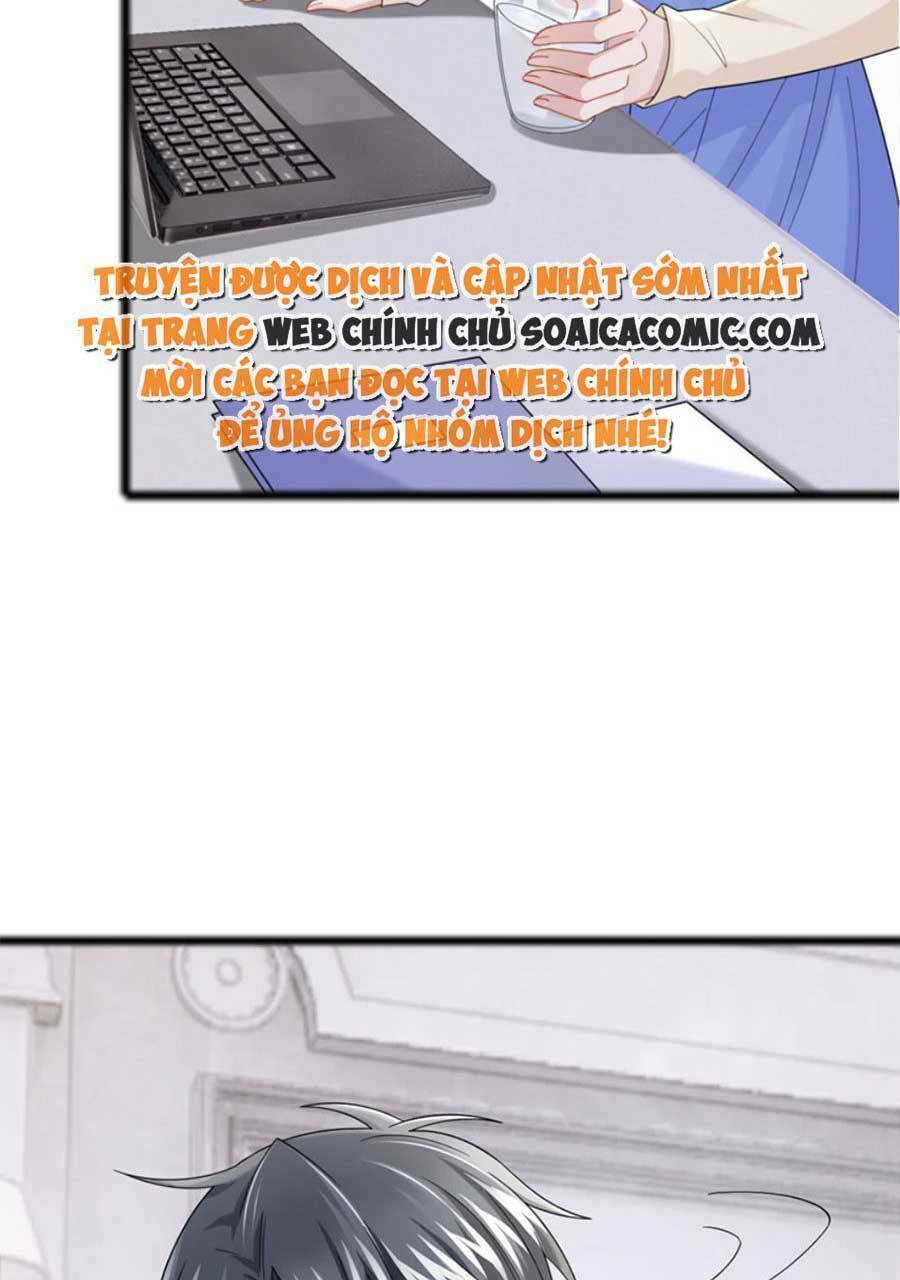 TRUYỆN ĐƯỢC DỊCH VÀ CẬP NHẬT SỚM NHẤT
TẠI TRANG WEB CHÍNH CHỦ SOAICACOMIC.COM
MỜI CÁC BẠN ĐỌC TẠI WEB CHÍNH CHỦ
ĐỂ ỦNG HỘ NHÓM DỊCH NHÉ!